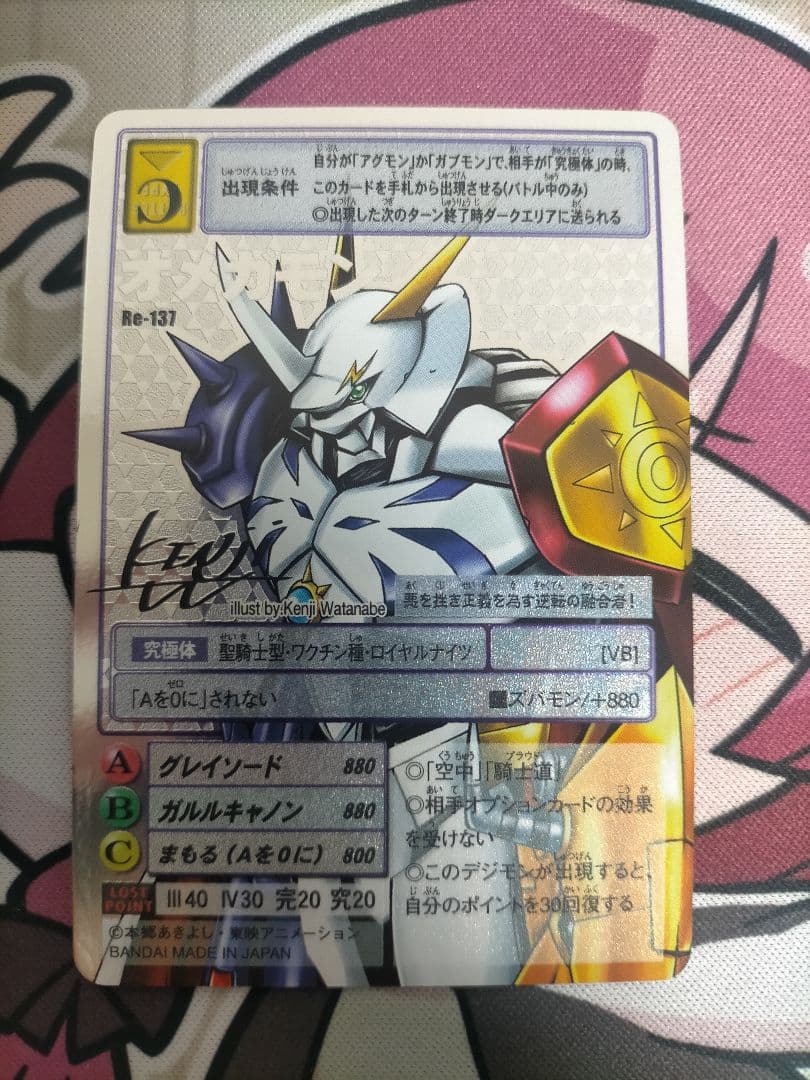 自分が「アグモン」か「ガブモン」で、相手が「究極体」の時、
出現条件
このカードを手札から出現させる(バトル中のみ)
◎出現した次のターン終了時ダークエリアに送られる
オメガモン
Re-137
KENJI
illust by.Kenji Watanabe
悪を挫き正義を為す逆転の融合者!
究極体 聖騎士型・ワクチン種・ロイヤルナイツ [VB]
「Aを0に」されない ■ズバモン/+880
A グレイソード 880
B ガルルキャノン 880
C まもる(Aを0に) 800
LOST POINT Ⅲ40 Ⅳ30 完20 究20
◎「空中」「騎士道」
◎相手オプションカードの効果
を受けない
◎このデジモンが出現すると、
自分のポイントを30回復する
©本郷あきよし・東映アニメーション
BANDAI MADE IN JAPAN